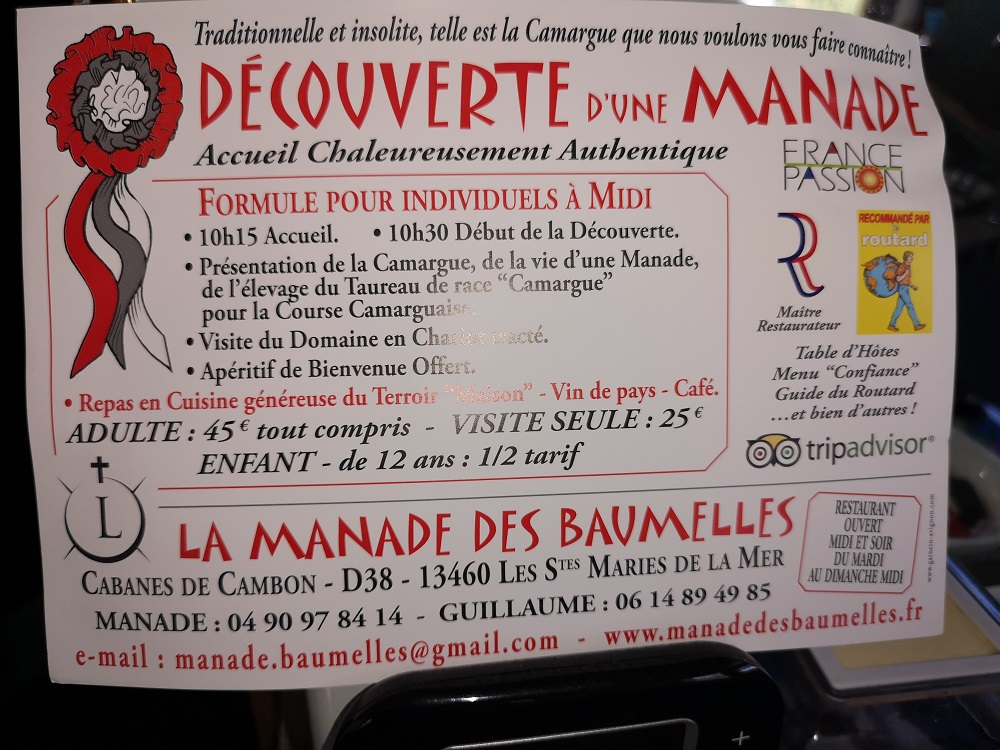 Traditionnelle et insolite, telle est la Camargue que nous voulons vous faire connaître !
DÉCOUVERTE D'UNE MANADE
Accueil Chaleureusement Authentique
FRANCE
PASSION
FORMULE POUR INDIVIDUELS À MIDI
• 10h15 Accueil. • 10h30 Début de la Découverte.
• Présentation de la Camargue, de la vie d'une Manade,
de l'élevage du Taureau de race "Camargue"
pour la Course Camarguaise.
• Visite du Domaine en Chariot tracté.
• Apéritif de Bienvenue Offert.
• Repas en Cuisine généreuse du Terroir "Maison" - Vin de pays - Café.
ADULTE : 45€ tout compris - VISITE SEULE : 25€
ENFANT - de 12 ans : 1/2 tarif
Maître
Restaurateur
RECOMMANDÉ PAR
le
routard
Table d'Hôtes
Menu "Confiance"
Guide du Routard
...et bien d'autres !
tripadvisor®
L
LA MANADE DES BAUMELLES
CABANES DE CAMBON - D38 - 13460 LES STES MARIES DE LA MER
MANADE : 04 90 97 84 14 - GUILLAUME : 06 14 89 49 85
e-mail : manade.baumelles@gmail.com - www.manadedesbaumelles.fr
RESTAURANT
OUVERT
MIDI ET SOIR
DU MARDI
AU DIMANCHE MIDI